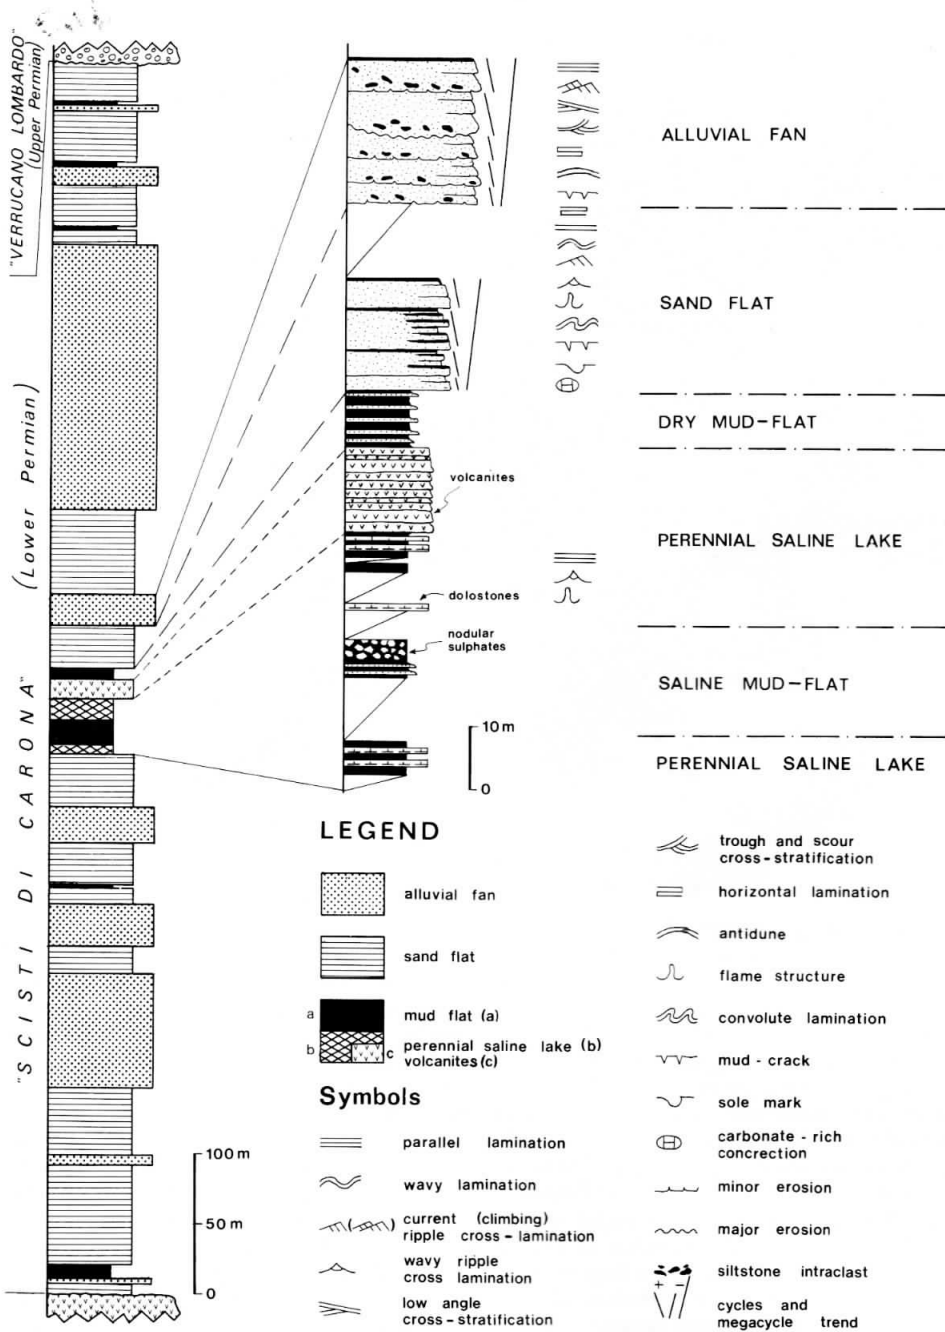 "VERRUCANO LOMBARDO"
(Upper Permian)
(Lower Permian)
"SCISTI DI CARONA"
100 m
50 m
0
volcanites
dolostones
nodular
sulphates
10 m
0
ALLUVIAL FAN
SAND FLAT
DRY MUD-FLAT
PERENNIAL SALINE LAKE
SALINE MUD-FLAT
PERENNIAL SALINE LAKE
LEGEND
alluvial fan
sand flat
a
mud flat (a)
b
c
perennial saline lake (b)
volcanites (c)
Symbols
parallel lamination
wavy lamination
current (climbing)
ripple cross-lamination
wavy ripple
cross lamination
low angle
cross-stratification
trough and scour
cross-stratification
horizontal lamination
antidune
flame structure
convolute lamination
mud-crack
sole mark
carbonate-rich
concrection
minor erosion
major erosion
siltstone intraclast
+ -
cycles and
megacycle trend